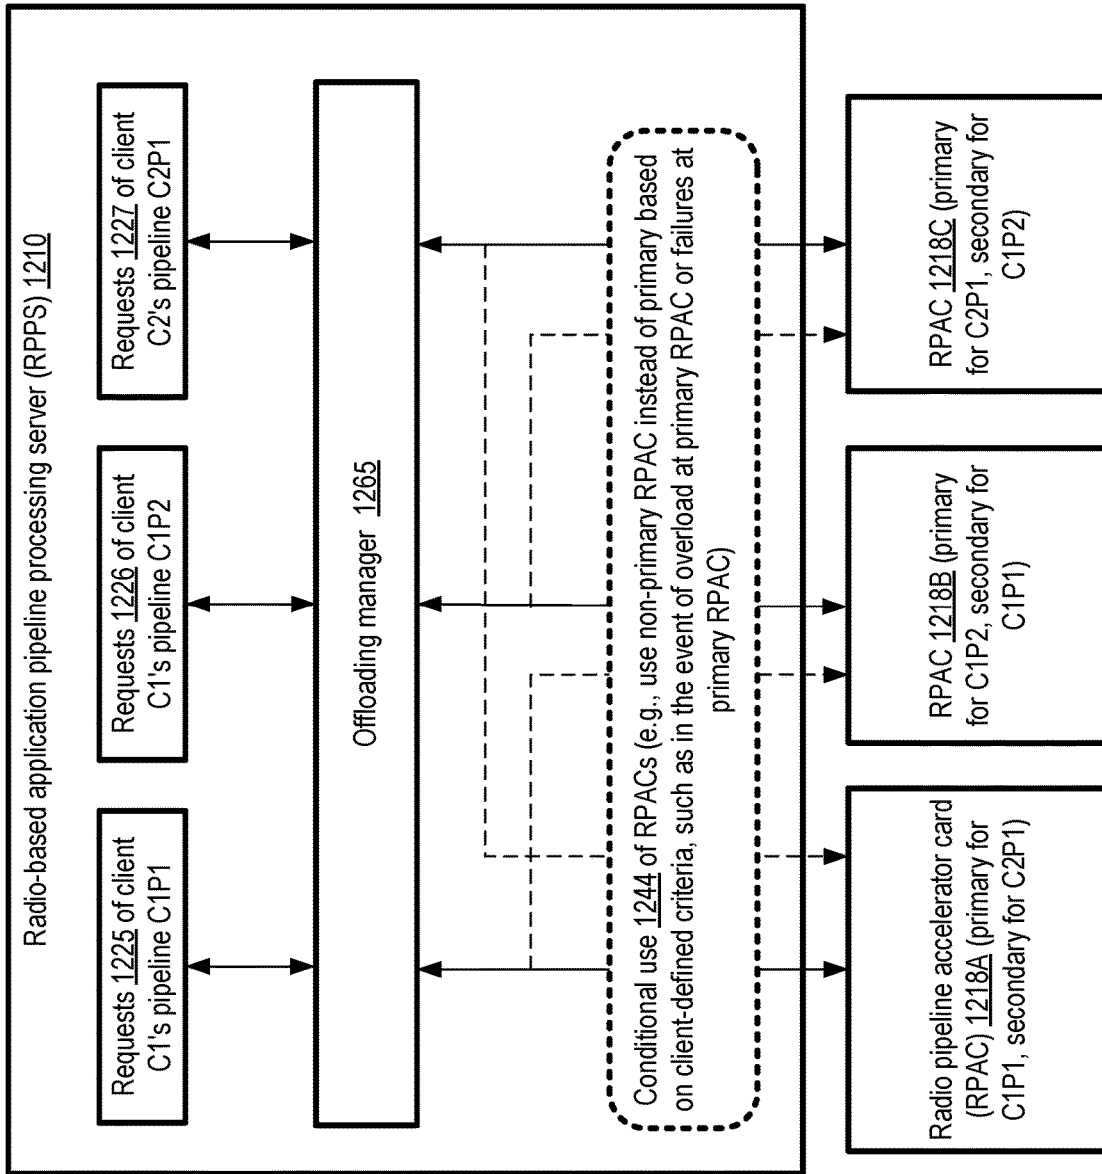 Radio-based application pipeline processing server (RPPS) 1210
Requests 1225 of client
C1's pipeline C1P1
Requests 1226 of client
C1's pipeline C1P2
Requests 1227 of client
C2's pipeline C2P1
Offloading manager 1265
Conditional use 1244 of RPACs (e.g., use non-primary RPAC instead of primary based
on client-defined criteria, such as in the event of overload at primary RPAC or failures at
primary RPAC)
Radio pipeline accelerator card
(RPAC) 1218A (primary for
C1P1, secondary for C2P1)
RPAC 1218B (primary
for C1P2, secondary for
C1P1)
RPAC 1218C (primary
for C2P1, secondary for
C1P2)